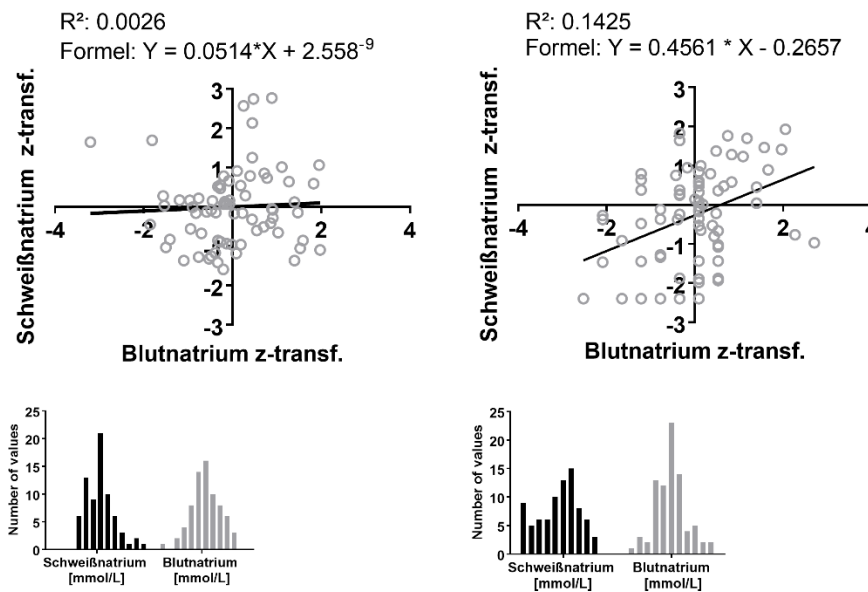 R²: 0.0026
Formel: Y = 0.0514*X + 2.558⁻⁹
3
2
1
-1
-2
-3
-4
-2
0
2
4
Schweißnatrium z-transf.
Blutnatrium z-transf.
R²: 0.1425
Formel: Y = 0.4561 * X - 0.2657
3
2
1
-1
-2
-3
-4
-2
0
2
4
Schweißnatrium z-transf.
Blutnatrium z-transf.
Number of values
25
20
15
10
5
0
Schweißnatrium
[mmol/L]
Blutnatrium
[mmol/L]
Number of values
25
20
15
10
5
0
Schweißnatrium
[mmol/L]
Blutnatrium
[mmol/L]